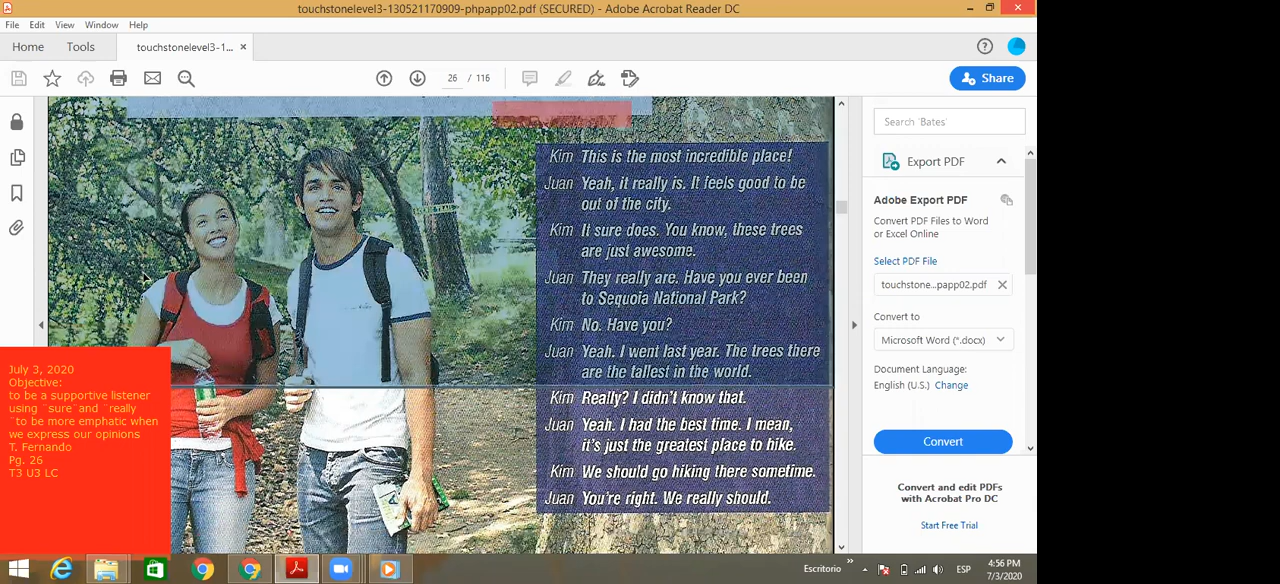 touchstonelevel3-130521170909-phpapp02.pdf (SECURED) - Adobe Acrobat Reader DC
File Edit View Window Help
Home Tools touchstonelevel3-1... ×
26 / 116
Share
Kim This is the most incredible place!
Juan Yeah, it really is. It feels good to be
out of the city.
Kim It sure does. You know, these trees
are just awesome.
Juan They really are. Have you ever been
to Sequoia National Park?
Kim No. Have you?
Juan Yeah. I went last year. The trees there
are the tallest in the world.
Kim Really? I didn't know that.
Juan Yeah. I had the best time. I mean,
it's just the greatest place to hike.
Kim We should go hiking there sometime.
Juan You're right. We really should.
July 3, 2020
Objective:
to be a supportive listener
using ¨sure¨and ¨really
¨to be more emphatic when
we express our opinions
T. Fernando
Pg. 26
T3 U3 LC
Search 'Bates'
Export PDF
Adobe Export PDF
Convert PDF Files to Word
or Excel Online
Select PDF File
touchstone...papp02.pdf
Convert to
Microsoft Word (*.docx)
Document Language:
English (U.S.) Change
Convert
Convert and edit PDFs
with Acrobat Pro DC
Start Free Trial
Escritorio
ESP
4:56 PM
7/3/2020